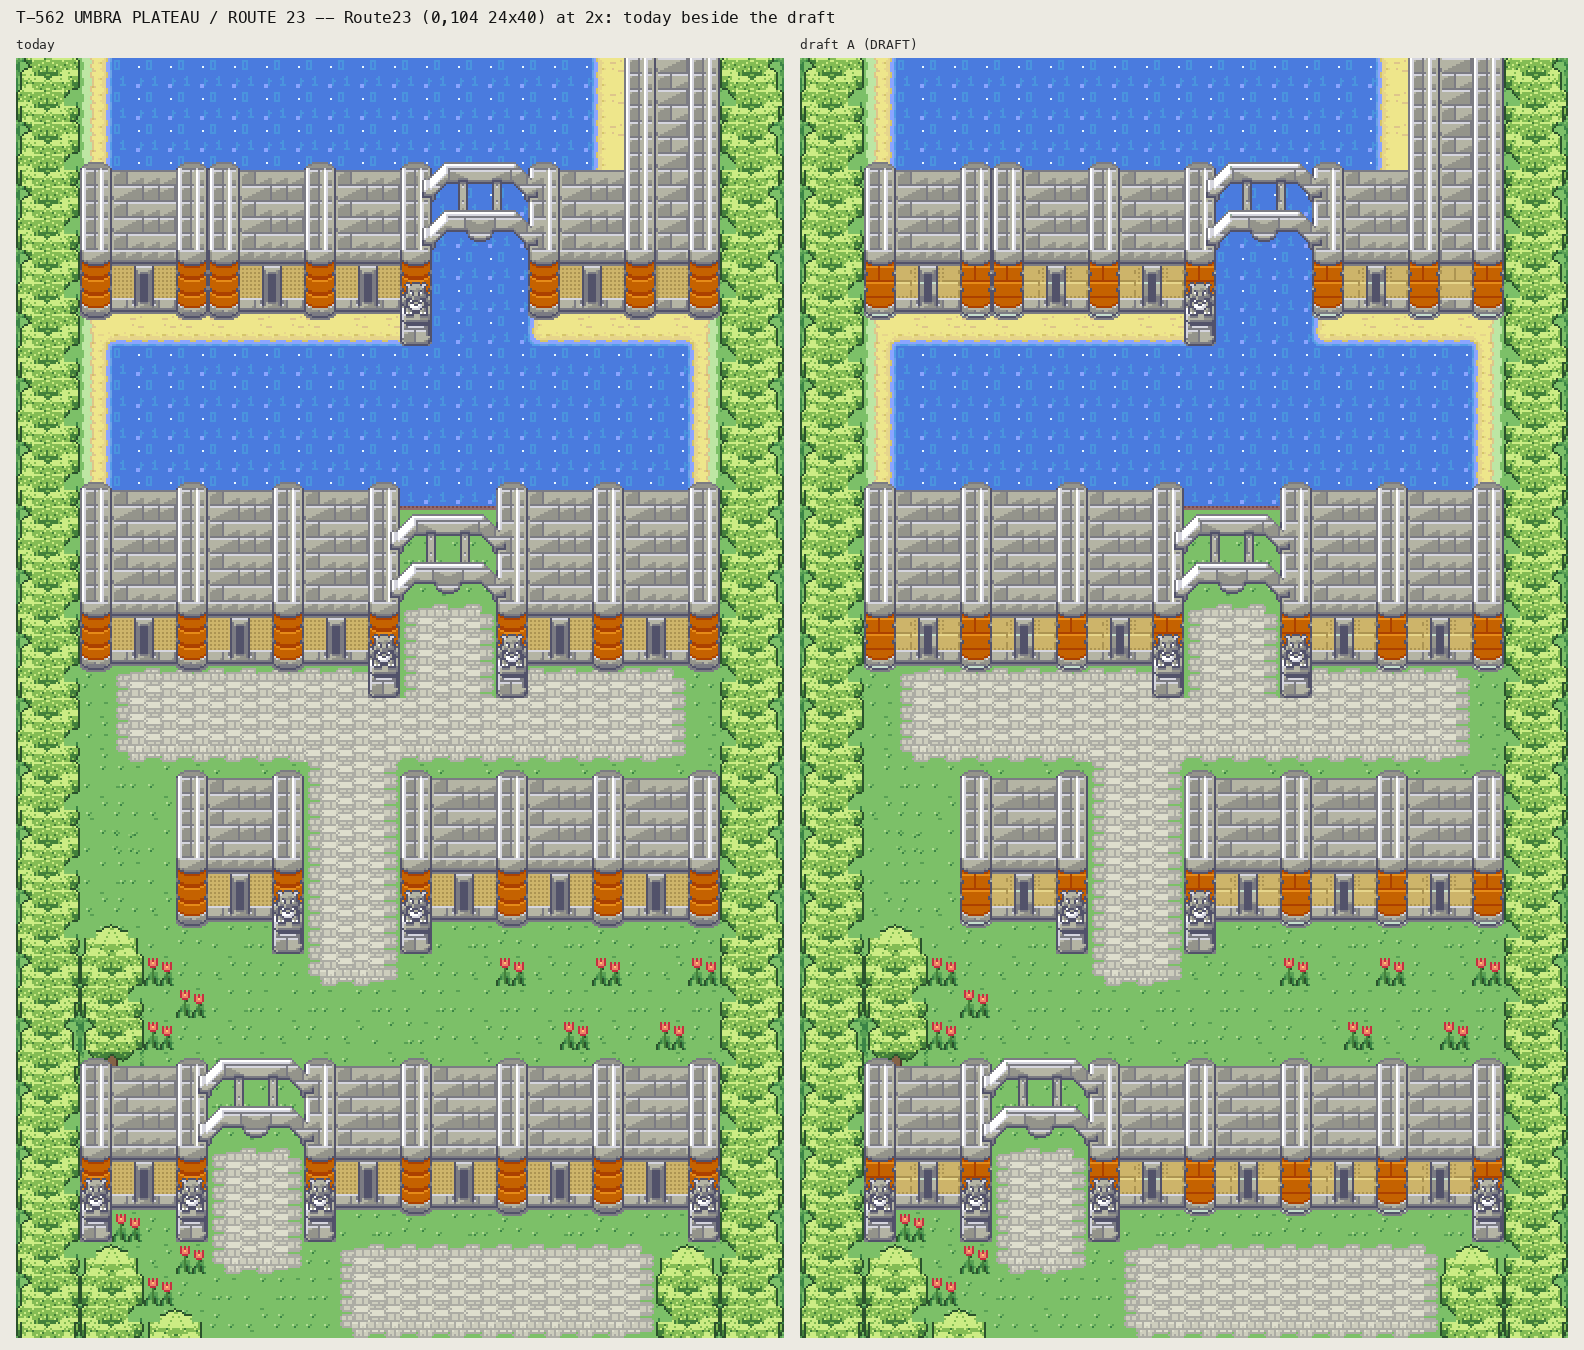 T-562 UMBRA PLATEAU / ROUTE 23 -- Route23 (0,104 24x40) at 2x: today beside the draft
today
draft A (DRAFT)